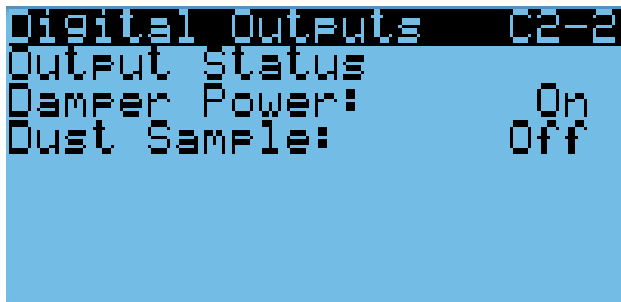 Digital Outputs C2-2
Output Status
Damper Power: On
Dust Sample: Off